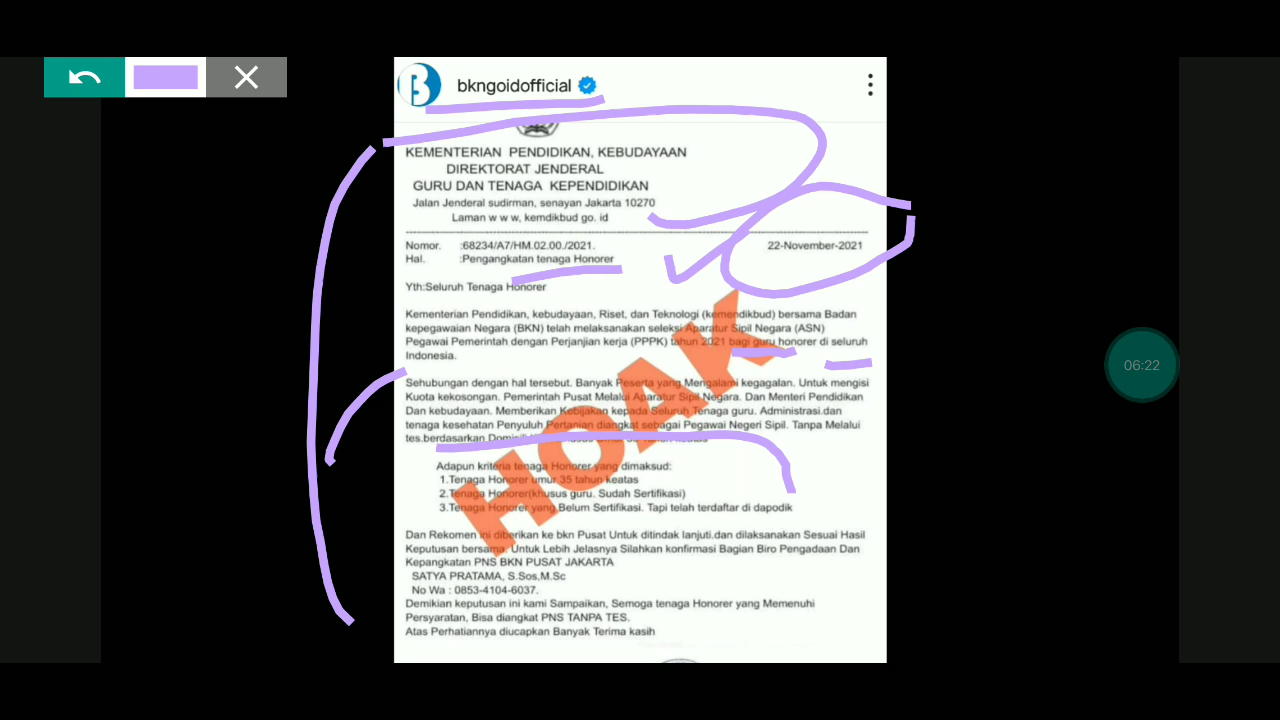 bkngoidofficial
KEMENTERIAN PENDIDIKAN, KEBUDAYAAN
DIREKTORAT JENDERAL
GURU DAN TENAGA KEPENDIDIKAN
Jalan Jenderal sudirman, senayan Jakarta 10270
Laman w w w, kemdikbud go. id
Nomor. :68234/A7/HM.02.00./2021. 22-November-2021
Hal. :Pengangkatan tenaga Honorer
Yth:Seluruh Tenaga Honorer
Kementerian Pendidikan, kebudayaan, Riset, dan Teknologi (kemendikbud) bersama Badan
kepegawaian Negara (BKN) telah melaksanakan seleksi Aparatur Sipil Negara (ASN)
Pegawai Pemerintah dengan Perjanjian kerja (PPPK) tahun 2021 bagi guru honorer di seluruh
Indonesia.
Sehubungan dengan hal tersebut. Banyak Peserta yang Mengalami kegagalan. Untuk mengisi
Kuota kekosongan. Pemerintah Pusat Melalui Aparatur Sipil Negara. Dan Menteri Pendidikan
Dan kebudayaan. Memberikan Kebijakan kepada Seluruh Tenaga guru. Administrasi.dan
tenaga kesehatan Penyuluh Pertanian diangkat sebagai Pegawai Negeri Sipil. Tanpa Melalui
tes.berdasarkan 35 tahun keatas
Adapun kriteria tenaga Honorer yang dimaksud:
1.Tenaga Honorer umur 35 tahun keatas
2.Tenaga Honorer(khusus guru. Sudah Sertifikasi)
3.Tenaga Honorer yang Belum Sertifikasi. Tapi telah terdaftar di dapodik
Dan Rekomen ini diberikan ke bkn Pusat Untuk ditindak lanjuti.dan dilaksanakan Sesuai Hasil
Keputusan bersama. Untuk Lebih Jelasnya Silahkan konfirmasi Bagian Biro Pengadaan Dan
Kepangkatan PNS BKN PUSAT JAKARTA
SATYA PRATAMA, S.Sos,M.Sc
No Wa : 0853-4104-6037.
Demikian keputusan ini kami Sampaikan, Semoga tenaga Honorer yang Memenuhi
Persyaratan, Bisa diangkat PNS TANPA TES.
Atas Perhatiannya diucapkan Banyak Terima kasih
HOAK
06:22